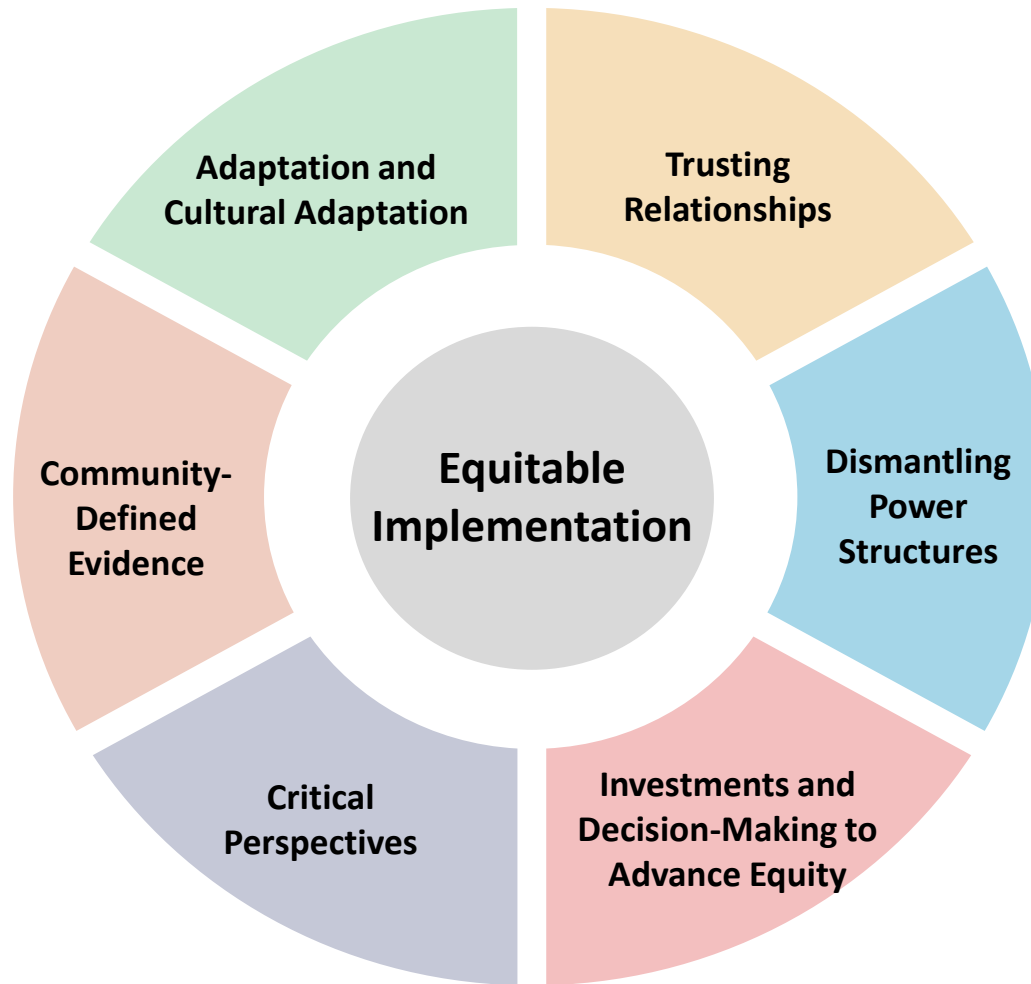 Adaptation and
Cultural Adaptation
Trusting
Relationships
Community-
Defined
Evidence
Equitable
Implementation
Dismantling
Power
Structures
Critical
Perspectives
Investments and
Decision-Making to
Advance Equity